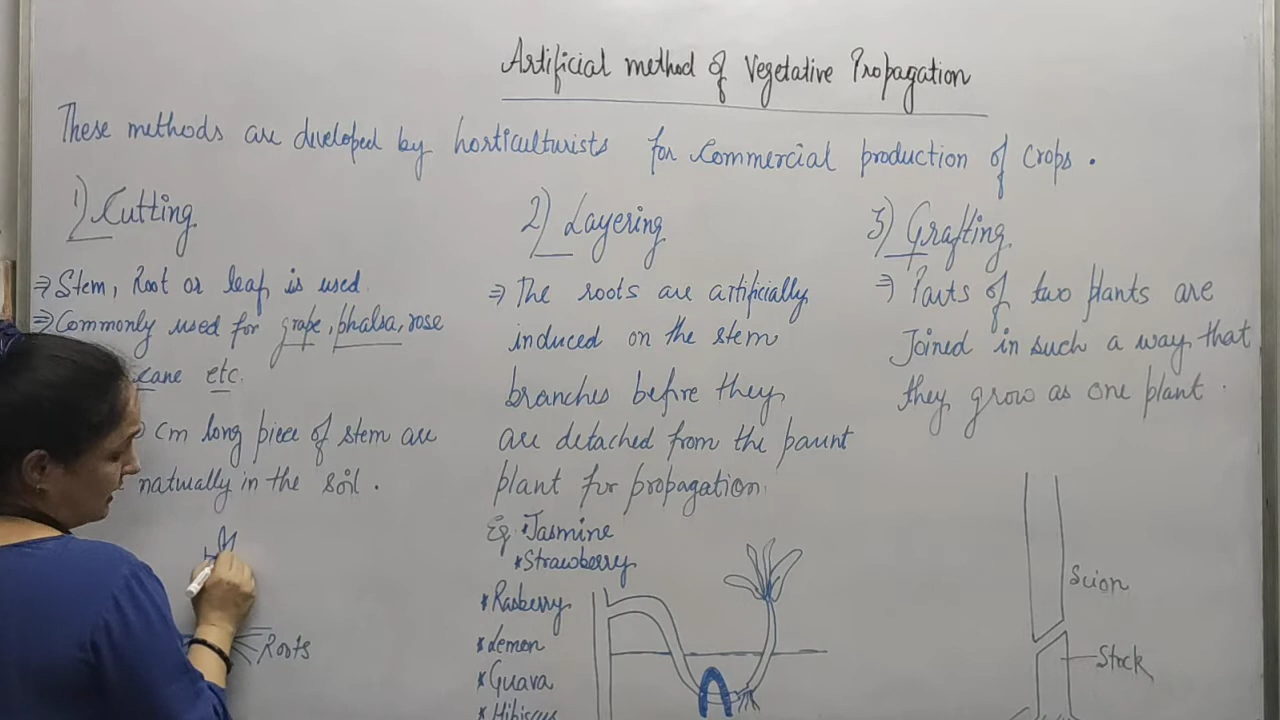 Artificial method of Vegetative Propagation
These methods are developed by horticulturists for Commercial production of Crops.
1) Cutting
⇒ Stem, Root or leaf is used.
⇒ Commonly used for grape, phalsa, rose
cane etc.
cm long piece of stem are
naturally in the soil.
Roots
2) Layering
⇒ The roots are artificially
induced on the stem
branches before they
are detached from the paunt
plant for propagation.
Eg. *Jasmine
*Strawberry
*Rasberry
*Lemon
*Guava
*Hibiscus
3) Grafting
⇒ Parts of two plants are
Joined in such a way that
they grow as one plant.
Scion
Stock